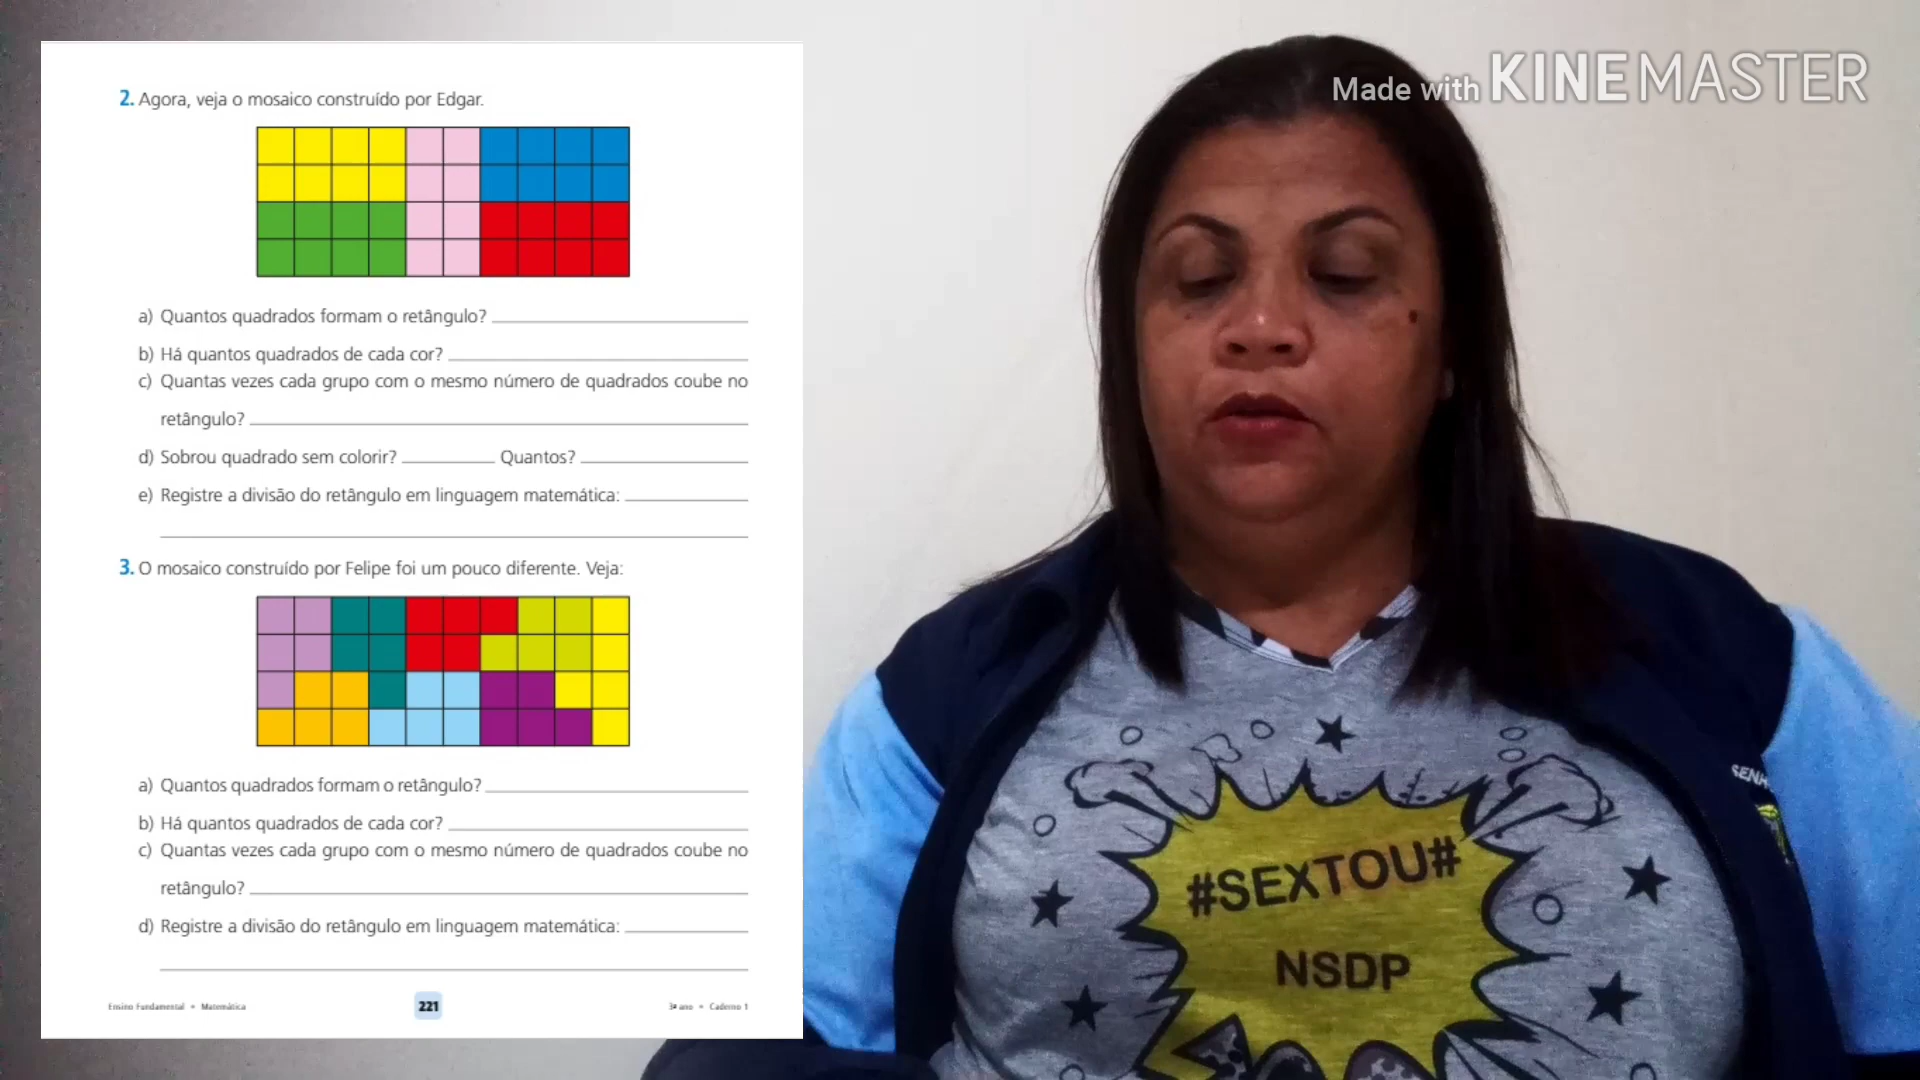 2. Agora, veja o mosaico construído por Edgar.
a) Quantos quadrados formam o retângulo?
b) Há quantos quadrados de cada cor?
c) Quantas vezes cada grupo com o mesmo número de quadrados coube no
retângulo?
d) Sobrou quadrado sem colorir? Quantos?
e) Registre a divisão do retângulo em linguagem matemática:
3. O mosaico construído por Felipe foi um pouco diferente. Veja:
a) Quantos quadrados formam o retângulo?
b) Há quantos quadrados de cada cor?
c) Quantas vezes cada grupo com o mesmo número de quadrados coube no
retângulo?
d) Registre a divisão do retângulo em linguagem matemática:
Ensino Fundamental • Matemática 221 3º ano • Caderno 1
Made with KINEMASTER
#SEXTOU#
NSDP